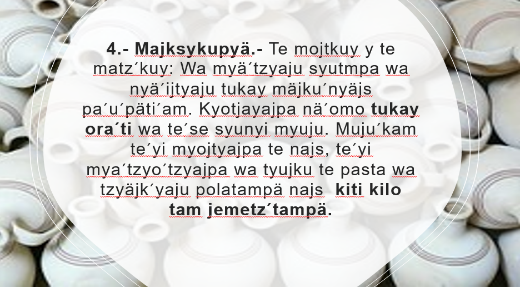 4.- Majksykupyä.- Te mojtkuy y te
matz´kuy: Wa myä´tzyaju syutmpa wa
nyä´ijtyaju tukay mäjku´nyäjs
pa´u´päti´am. Kyotjayajpa nä´omo tukay
ora´ti wa te´se syunyi myuju. Muju´kam
te´yi myojtyajpa te najs, te´yi
mya´tzyo´tzyajpa wa tyujku te pasta wa
tzyäjk´yaju polatampä najs kiti kilo
tam jemetz´tampä.